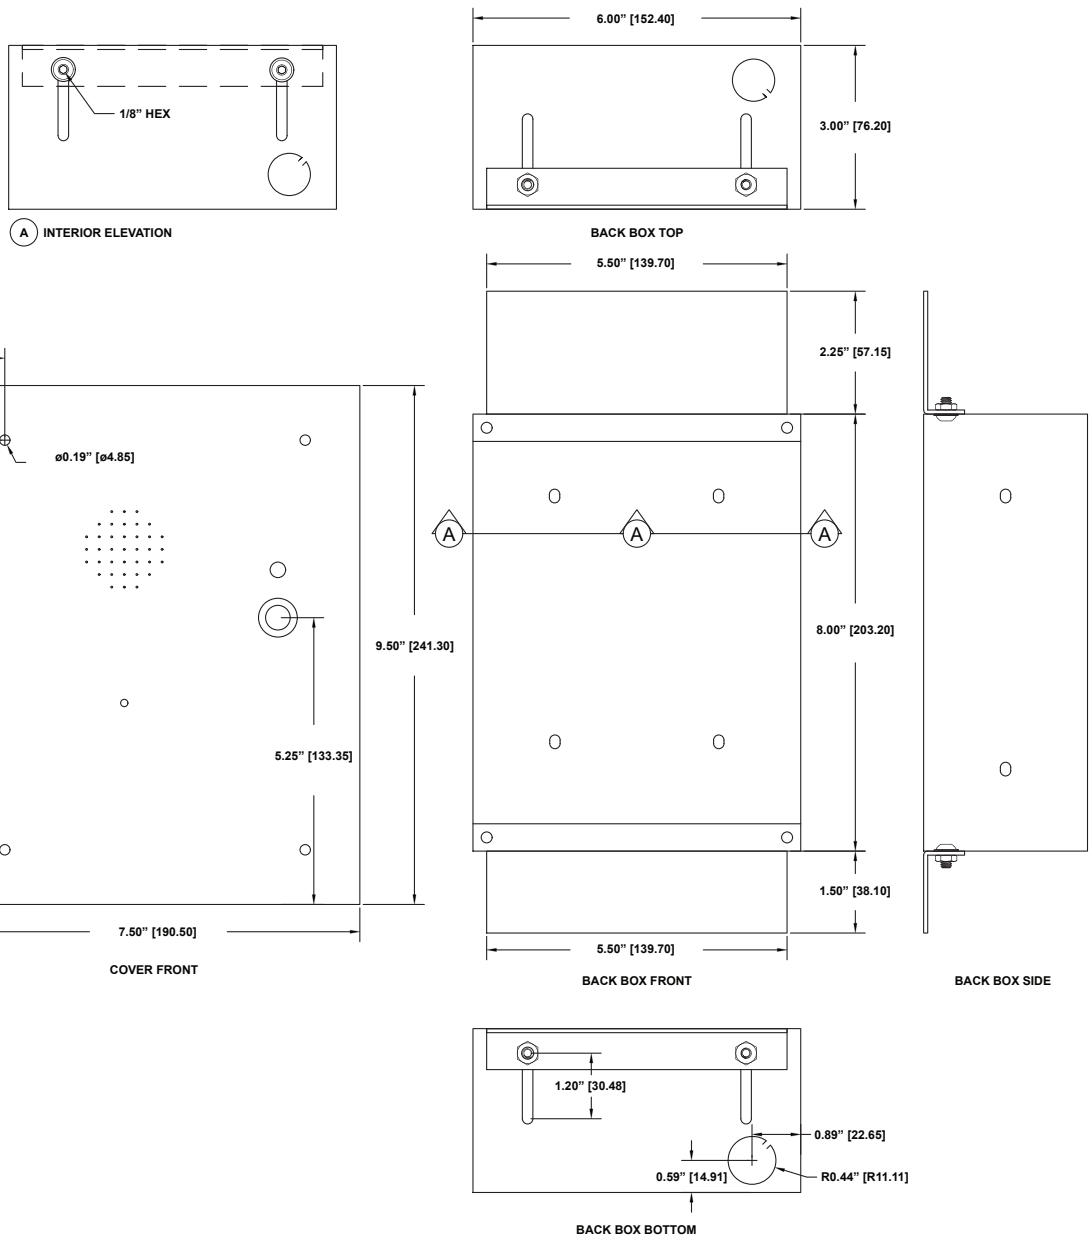 6.00” [152.40]
1/8” HEX
3.00” [76.20]
A INTERIOR ELEVATION
BACK BOX TOP
5.50” [139.70]
2.25” [57.15]
ø0.19” [ø4.85]
A
A
A
8.00” [203.20]
9.50” [241.30]
5.25” [133.35]
1.50” [38.10]
7.50” [190.50]
5.50” [139.70]
COVER FRONT
BACK BOX FRONT
BACK BOX SIDE
1.20” [30.48]
0.89” [22.65]
0.59” [14.91]
R0.44” [R11.11]
BACK BOX BOTTOM